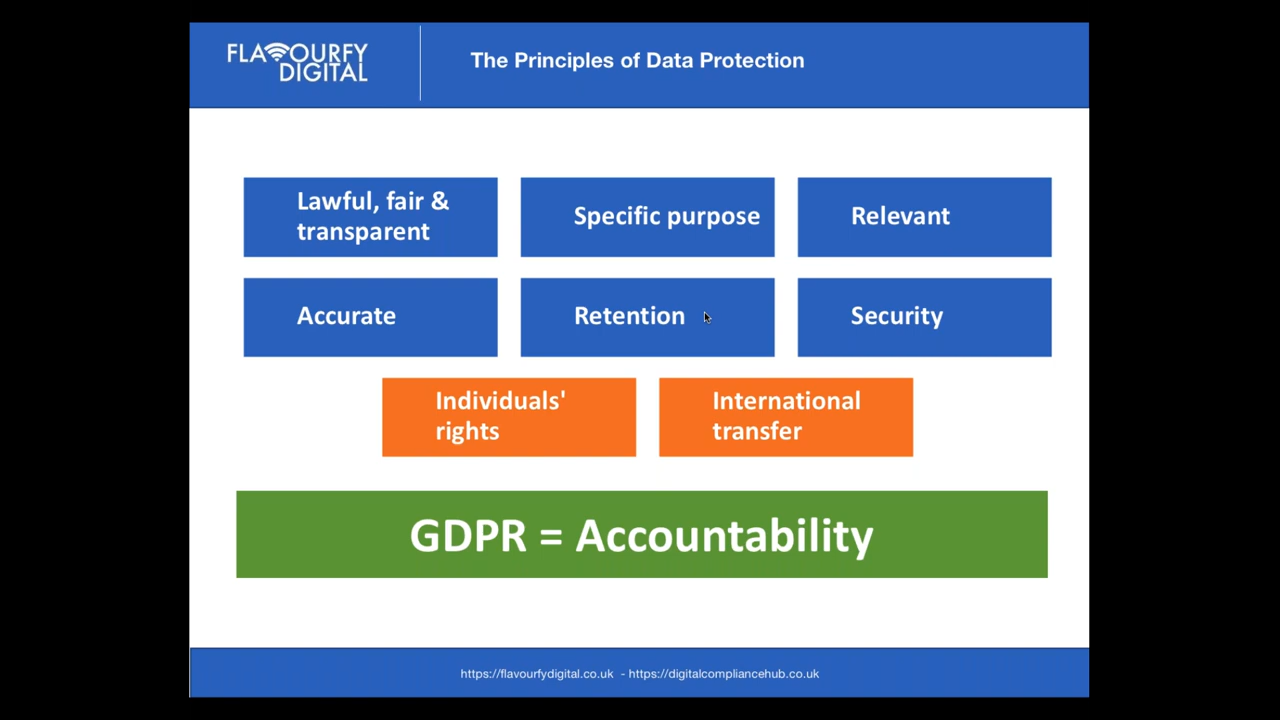 FLAVOURFY
DIGITAL
The Principles of Data Protection
Lawful, fair &
transparent
Specific purpose
Relevant
Accurate
Retention
Security
Individuals'
rights
International
transfer
GDPR = Accountability
https://flavourfydigital.co.uk - https://digitalcompliancehub.co.uk